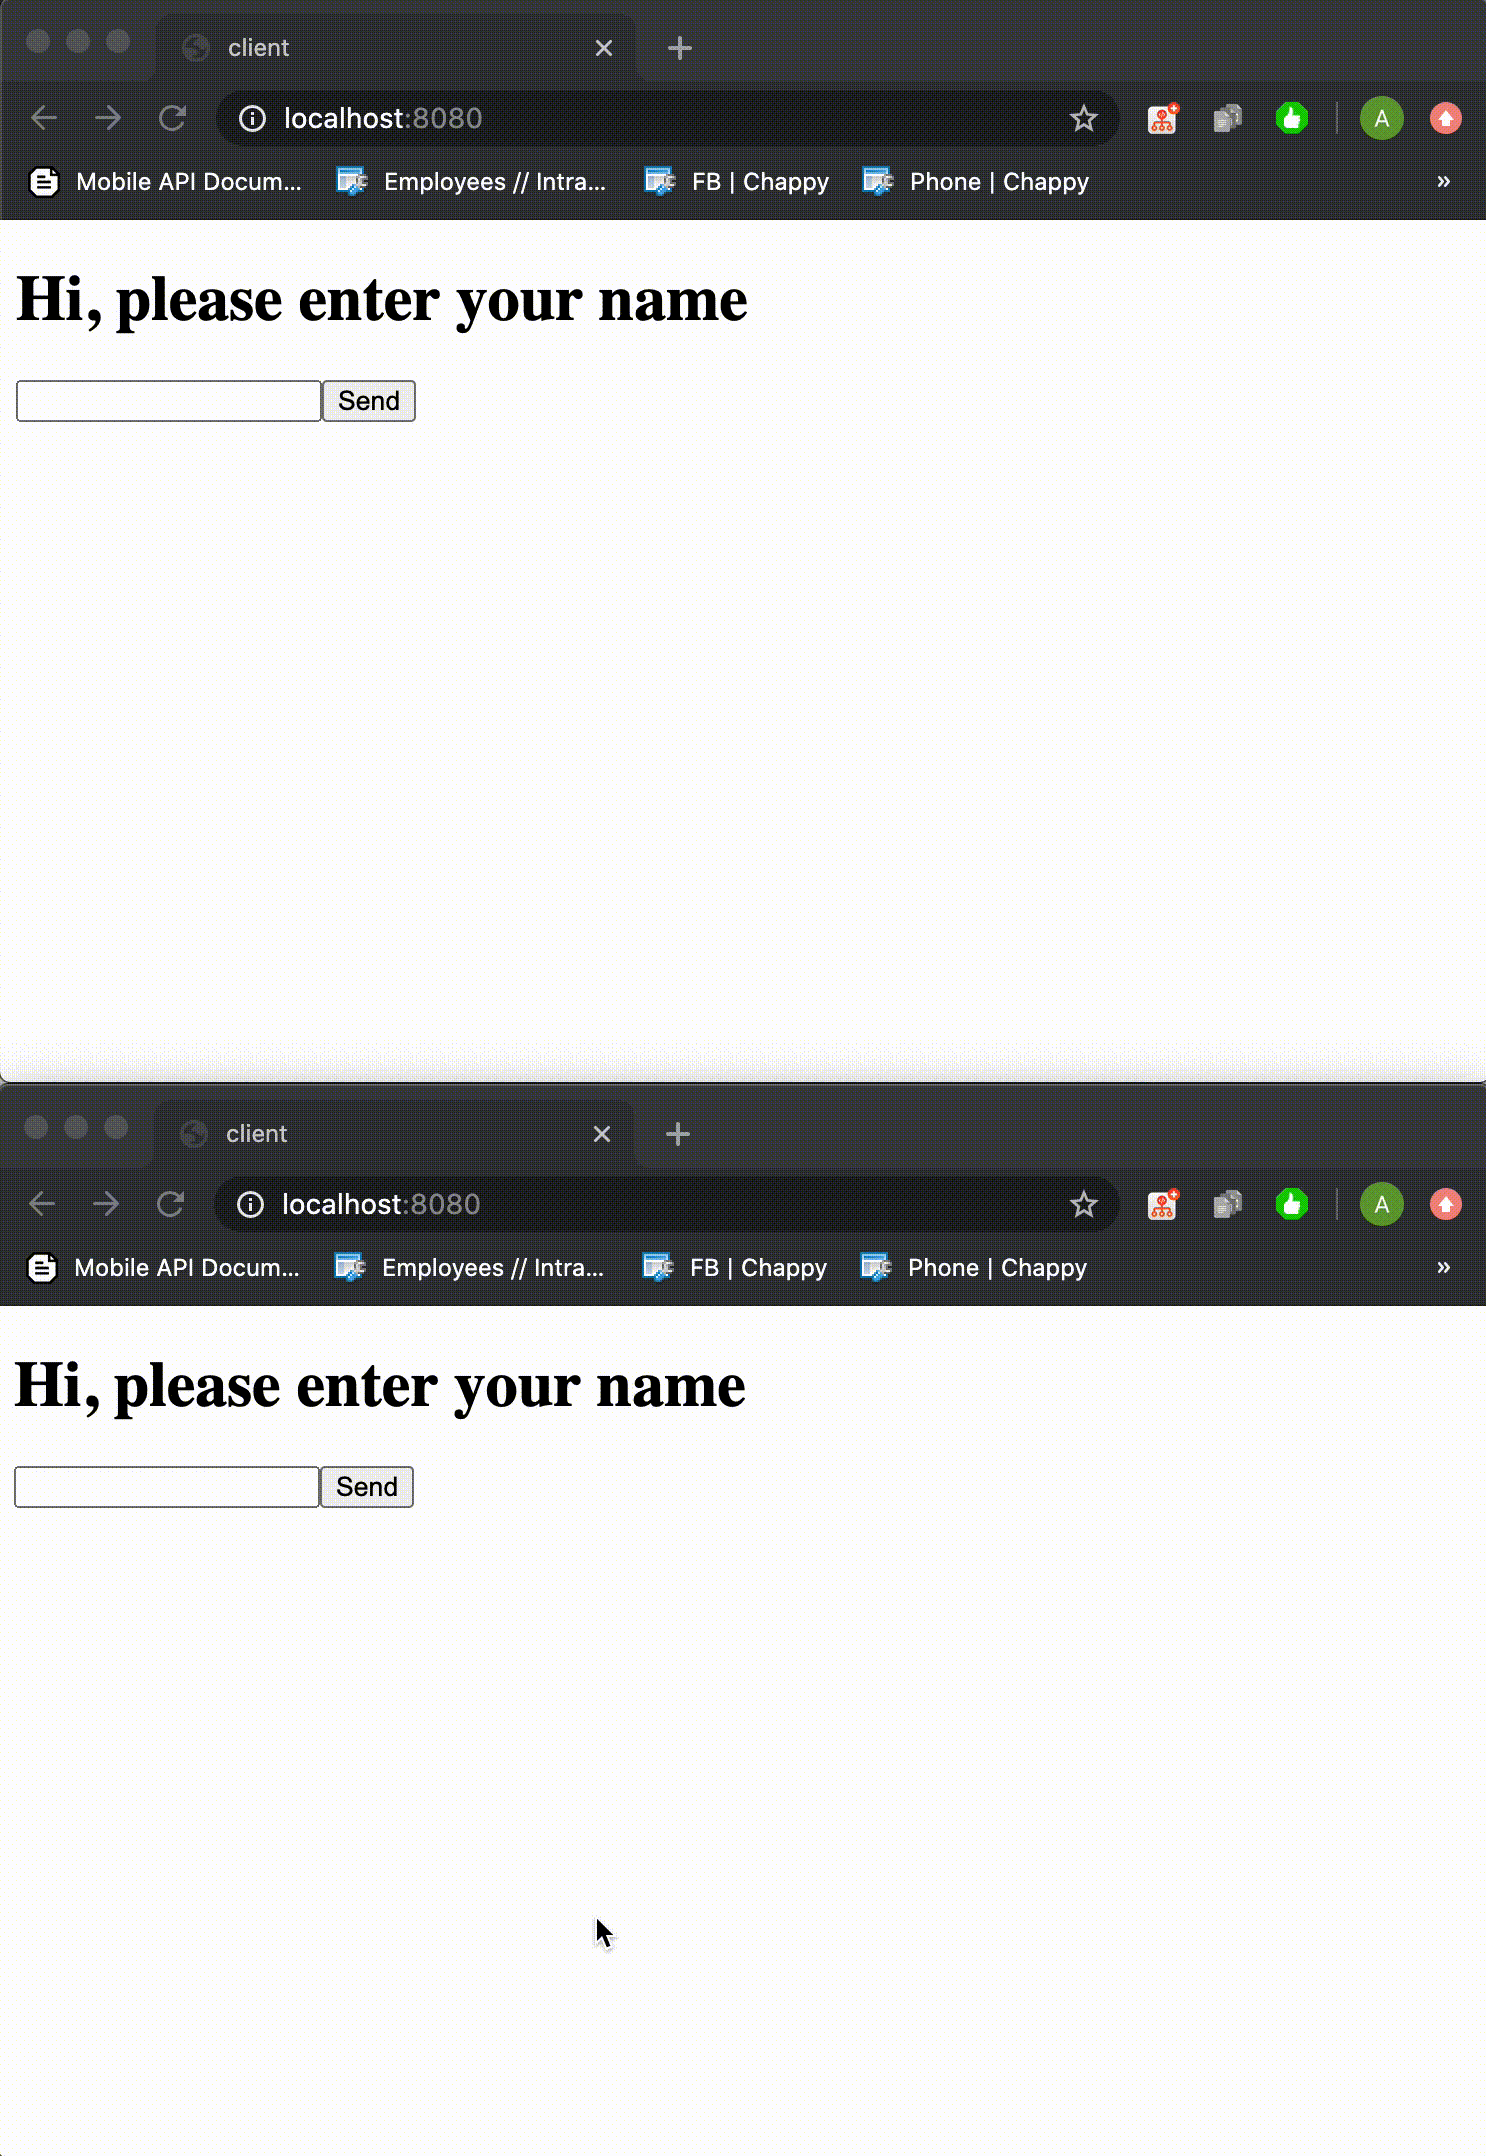 client
localhost:8080
A
Mobile API Docum... Employees // Intra... FB | Chappy Phone | Chappy »
Hi, please enter your name
Send
client
localhost:8080
A
Mobile API Docum... Employees // Intra... FB | Chappy Phone | Chappy »
Hi, please enter your name
Send